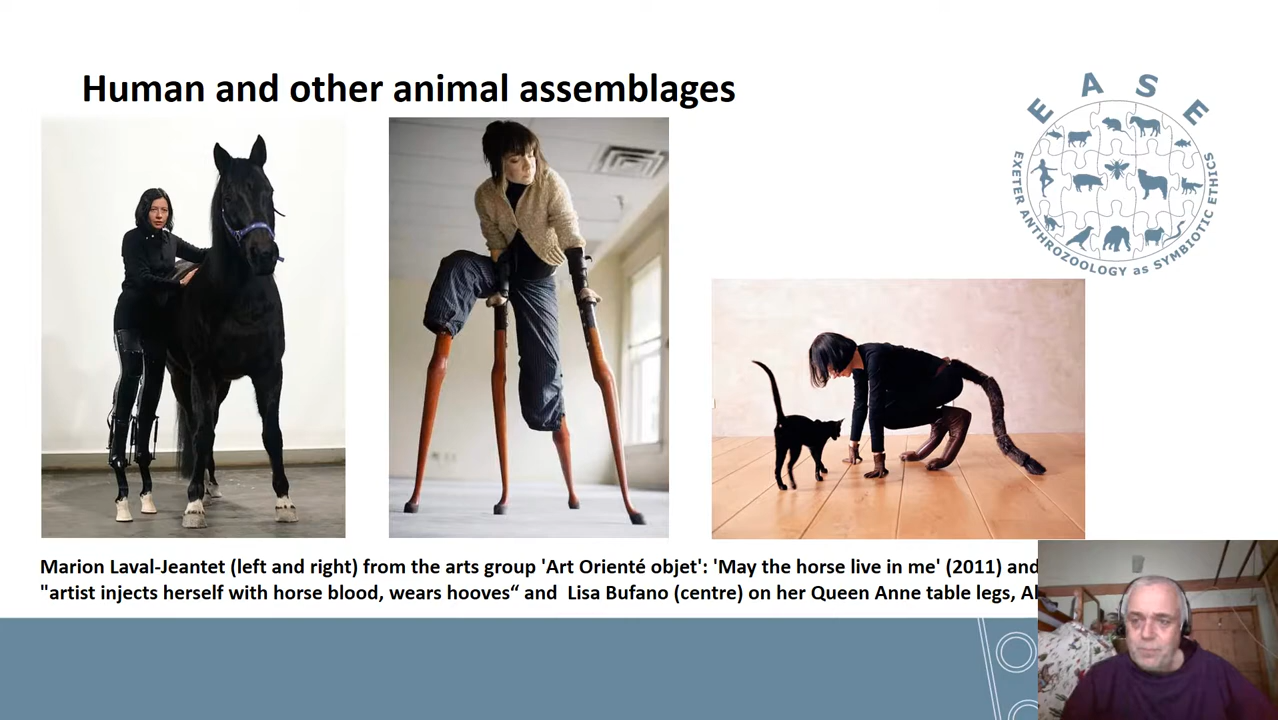 Human and other animal assemblages
E A S E
EXETER ANTHROZOOLOGY as SYMBIOTIC ETHICS
Marion Laval-Jeantet (left and right) from the arts group 'Art Orienté objet': 'May the horse live in me' (2011) and
"artist injects herself with horse blood, wears hooves“ and Lisa Bufano (centre) on her Queen Anne table legs,